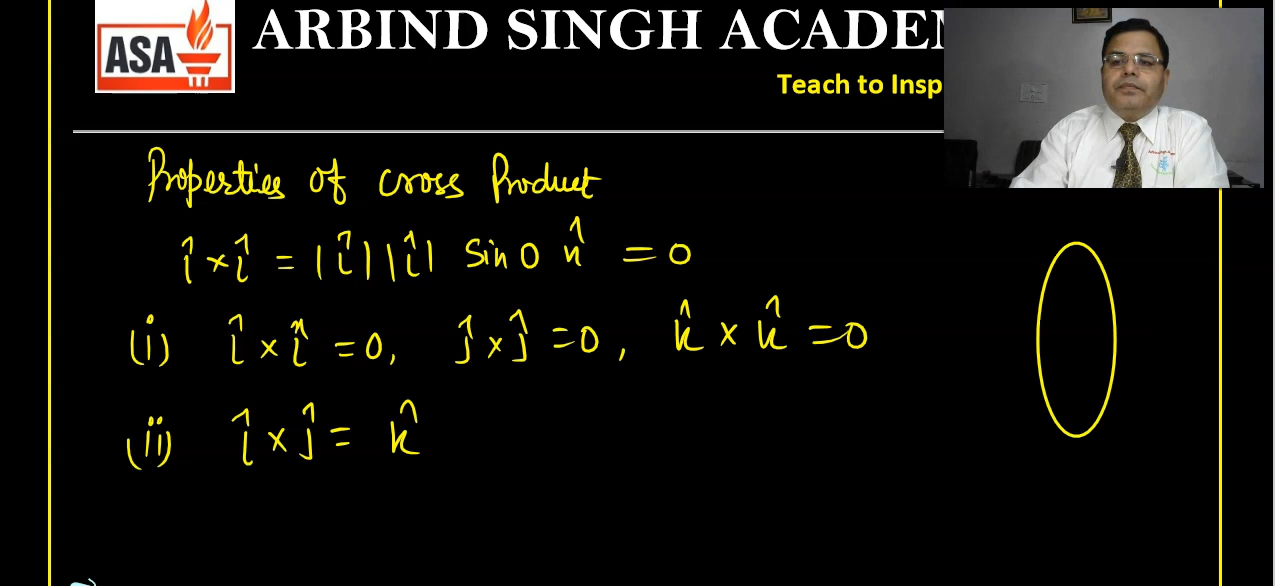 ASA
ARBIND SINGH ACADEM
Teach to Insp
Properties of cross Product
î × î = |î| |î| sin 0 n̂ = 0
(i) î × î = 0, ĵ × ĵ = 0, k̂ × k̂ = 0
(ii) î × ĵ = k̂